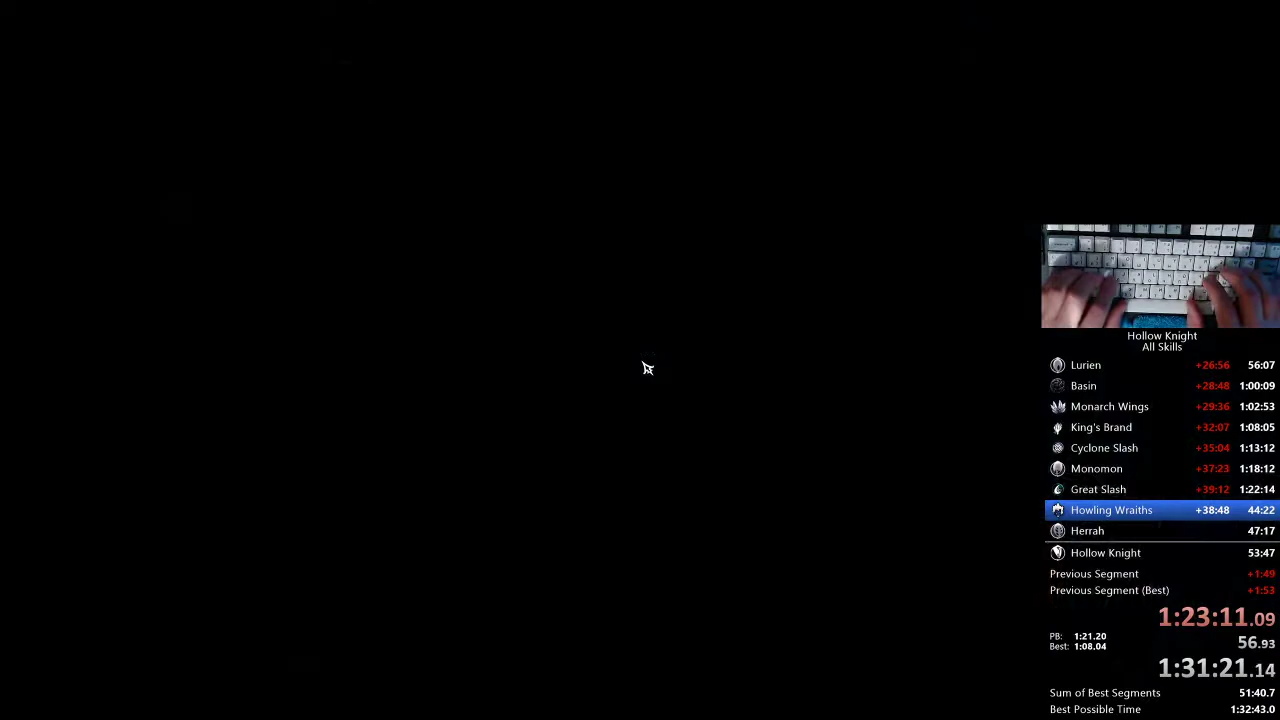 Hollow Knight
All Skills
Lurien +26:56 56:07
Basin +28:48 1:00:09
Monarch Wings +29:36 1:02:53
King's Brand +32:07 1:08:05
Cyclone Slash +35:04 1:13:12
Monomon +37:23 1:18:12
Great Slash +39:12 1:22:14
Howling Wraiths +38:48 44:22
Herrah 47:17
Hollow Knight 53:47
Previous Segment +1:49
Previous Segment (Best) +1:53
1:23:11.09
PB: 1:21.20 56.93
Best: 1:08.04
1:31:21.14
Sum of Best Segments 51:40.7
Best Possible Time 1:32:43.0